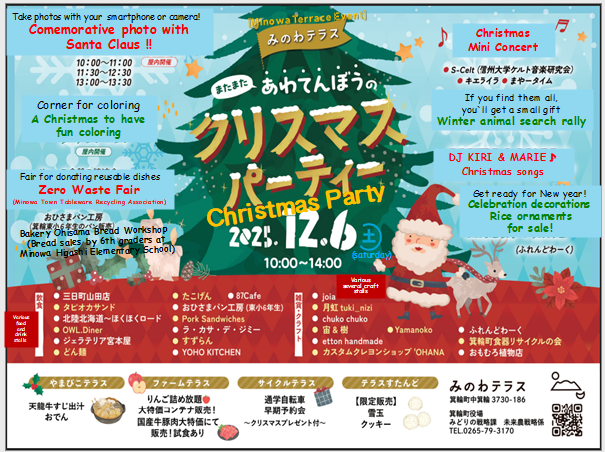 Take photos with your smartphone or camera!
Comemorative photo with
Santa Claus !!
10:00～11:00
11:30～12:30
13:00～13:30
屋内開催
Corner for coloring
A Christmas to have
fun coloring
屋内開催
Fair for donating reusable dishes
Zero Waste Fair
(Minowa Town Tableware Recycling Association)
おひさまパン工房
(箕輪東小6年生のパン販売)
Bakery Ohisama Bread Workshop
(Bread sales by 6th graders at
Minowa Higashi Elementary School)
[Minowa Terrace Event]
みのわテラス
またまた
あわてんぼうの
クリスマス
パーティー
Christmas Party
2025.12.6
土
(saturday)
10:00～14:00
Christmas
Mini Concert
● S-Celt (信州大学ケルト音楽研究会)
● キエライラ ● まやータイム
If you find them all,
you'll get a small gift
Winter animal search rally
DJ KIRI & MARIE♪
Christmas songs
Get ready for New year!
Celebration decorations
Rice ornaments
for sale!
(ふれんどわーく)
Various
food
and
drink
stalls
飲食
● 三日町山田店
● タピオカサンド
● 北陸老海道～ほくほくロード
● OWL.Diner
● ジェラテリア宮本屋
● どん麺
● たこげん
● 87Cafe
● おひさまパン工房 (東小6年生)
● Pork Sandwiches
● ラ・カサ・デ・ジミー
● すずらん
● YOHO KITCHEN
Various
several craft
stalls
雑貨・クラフト
● joia
● 月虹 tuki_nizi
● chuko chuko
● 宙&樹
● Yamanoko
● etton handmade
● カスタムクレヨンショップ 'OHANA
● ふれんどわーく
● 箕輪町食器リサイクルの会
● おもむろ植物店
やまびこテラス
天龍牛すじ出汁
おでん
ファームテラス
りんご詰め放題
大特価コンテナ販売!
国産牛豚肉大特価にて
販売!試食あり
サイクルテラス
通学自転車
早期予約会
～クリスマスプレゼント付～
テラスすたんど
【限定販売】
雪玉
クッキー
みのわテラス
箕輪町中箕輪 3730-186
箕輪町役場
みどりの戦略課 未来農戦略係
TEL.0265-79-3170